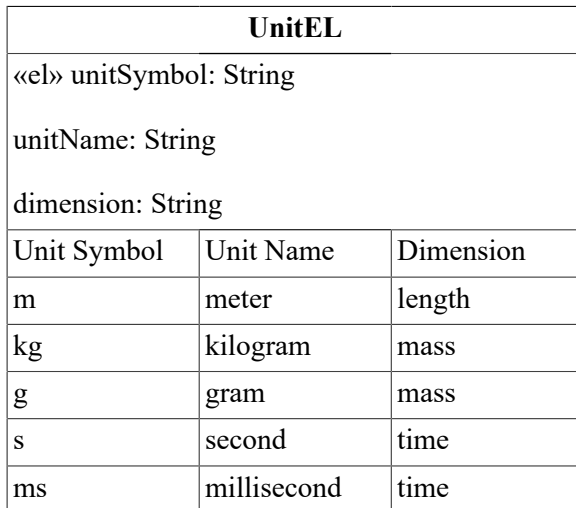 UnitEL
«el» unitSymbol: String
unitName: String
dimension: String
Unit Symbol Unit Name Dimension
m meter length
kg kilogram mass
g gram mass
s second time
ms millisecond time